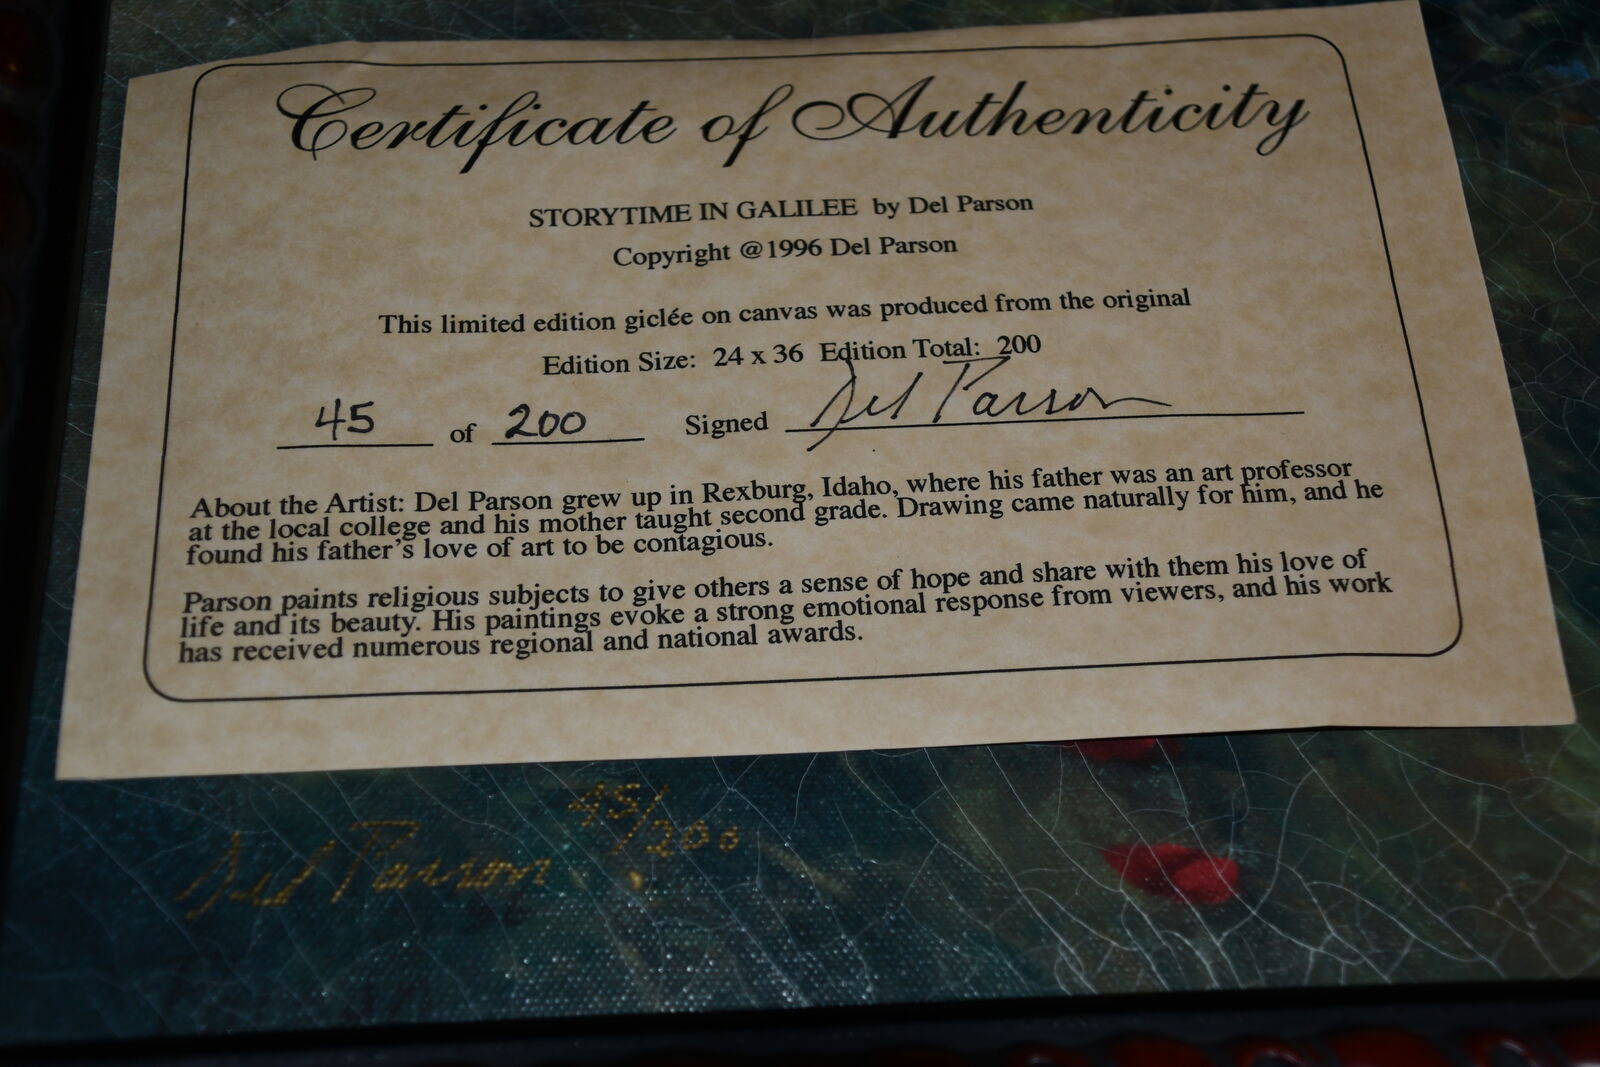 Certificate of Authenticity
STORYTIME IN GALILEE by Del Parson
Copyright @1996 Del Parson
This limited edition giclée on canvas was produced from the original
Edition Size: 24 x 36 Edition Total: 200
45 of 200 Signed Del Parson
About the Artist: Del Parson grew up in Rexburg, Idaho, where his father was an art professor
at the local college and his mother taught second grade. Drawing came naturally for him, and he
found his father's love of art to be contagious.
Parson paints religious subjects to give others a sense of hope and share with them his love of
life and its beauty. His paintings evoke a strong emotional response from viewers, and his work
has received numerous regional and national awards.
Del Parson 45/200